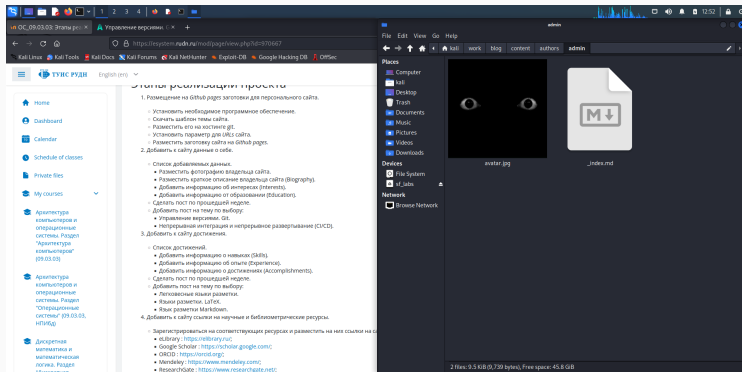 1 2 3 4
12:52
ОС_09.03.03: Этапы реа
Управление версиями. G
https://esystem.rudn.ru/mod/page/view.php?id=970667
Kali Linux
Kali Tools
Kali Docs
Kali Forums
Kali NetHunter
Exploit-DB
Google Hacking DB
OffSec
ТУИС РУДН
English (en)
Home
Dashboard
Calendar
Schedule of classes
Private files
My courses
Архитектура
компьютеров и
операционные
системы. Раздел
"Архитектура
компьютеров"
(09.03.03)
Архитектура
компьютеров и
операционные
системы. Раздел
"Операционные
системы" (09.03.03,
НПИбд)
Дискретная
математика и
математическая
логика. Раздел
Этапы реализации проекта
1. Размещение на Github pages заготовки для персонального сайта.
Установить необходимое программное обеспечение.
Скачать шаблон темы сайта.
Разместить его на хостинге git.
Установить параметр для URLs сайта.
Разместить заготовку сайта на Github pages.
2. Добавить к сайту данные о себе.
Список добавляемых данных.
Разместить фотографию владельца сайта.
Разместить краткое описание владельца сайта (Biography).
Добавить информацию об интересах (Interests).
Добавить информацию от образовании (Education).
Сделать пост по прошедшей неделе.
Добавить пост на тему по выбору:
Управление версиями. Git.
Непрерывная интеграция и непрерывное развертывание (CI/CD).
3. Добавить к сайту достижения.
Список достижений.
Добавить информацию о навыках (Skills).
Добавить информацию об опыте (Experience).
Добавить информацию о достижениях (Accomplishments).
Сделать пост по прошедшей неделе.
Добавить пост на тему по выбору:
Легковесные языки разметки.
Языки разметки. LaTeX.
Язык разметки Markdown.
4. Добавить к сайту ссылки на научные и библиометрические ресурсы.
Зарегистрироваться на соответствующих ресурсах и разместить на них ссылки на са
eLibrary : https://elibrary.ru/;
Google Scholar : https://scholar.google.com/;
ORCID : https://orcid.org/;
Mendeley : https://www.mendeley.com/;
ResearchGate : https://www.researchgate.net/;
admin
File Edit View Go Help
kali work blog content authors admin
Places
Computer
kali
Desktop
Trash
Documents
Music
Pictures
Videos
Downloads
Devices
File System
sf_labs
Network
Browse Network
avatar.jpg
_index.md
2 files: 9.5 KiB (9,739 bytes), Free space: 45.8 GiB